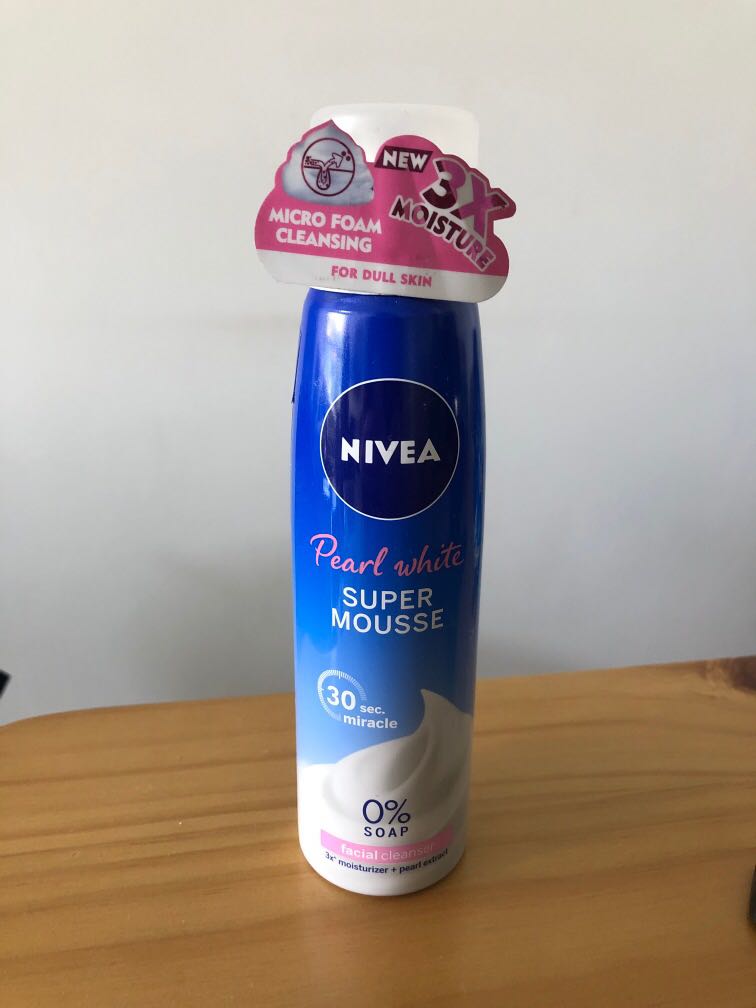 NEW
3X
MOISTURE
MICRO FOAM
CLEANSING
FOR DULL SKIN
NIVEA
Pearl white
SUPER
MOUSSE
30 sec.
miracle
0%
SOAP
facial cleanser
3x* moisturizer + pearl extract